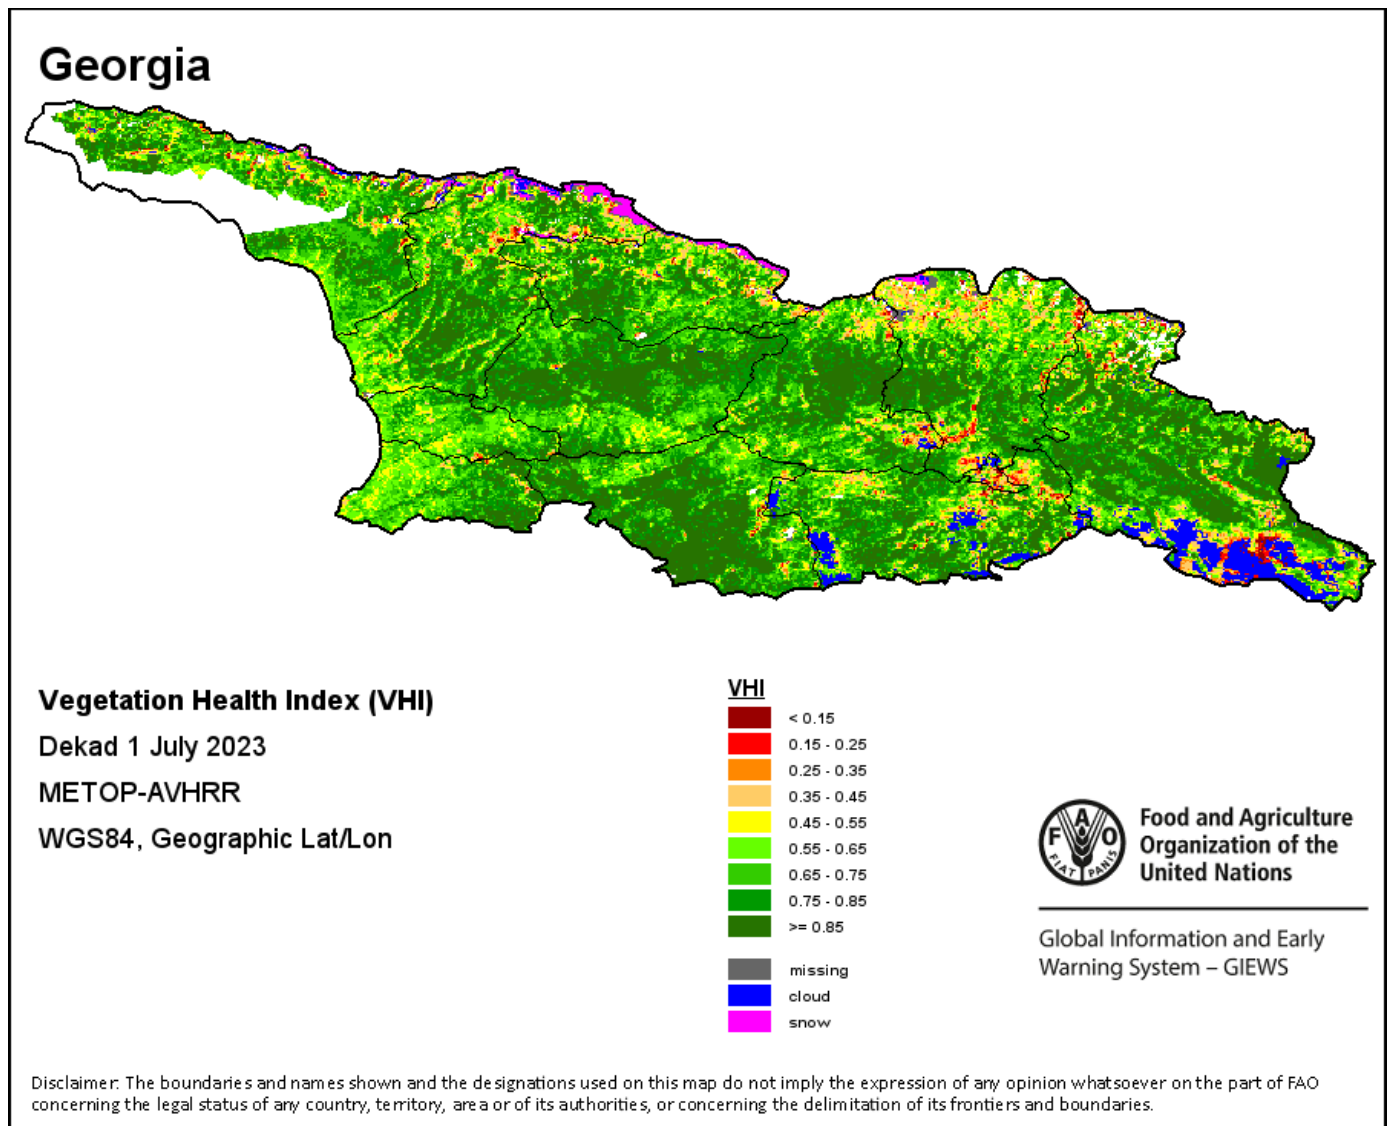 Georgia
Vegetation Health Index (VHI)
Dekad 1 July 2023
METOP-AVHRR
WGS84, Geographic Lat/Lon
VHI
< 0.15
0.15 - 0.25
0.25 - 0.35
0.35 - 0.45
0.45 - 0.55
0.55 - 0.65
0.65 - 0.75
0.75 - 0.85
>= 0.85
missing
cloud
snow
F A O
FIAT PANIS
Food and Agriculture
Organization of the
United Nations
Global Information and Early
Warning System – GIEWS
Disclaimer: The boundaries and names shown and the designations used on this map do not imply the expression of any opinion whatsoever on the part of FAO
concerning the legal status of any country, territory, area or of its authorities, or concerning the delimitation of its frontiers and boundaries.